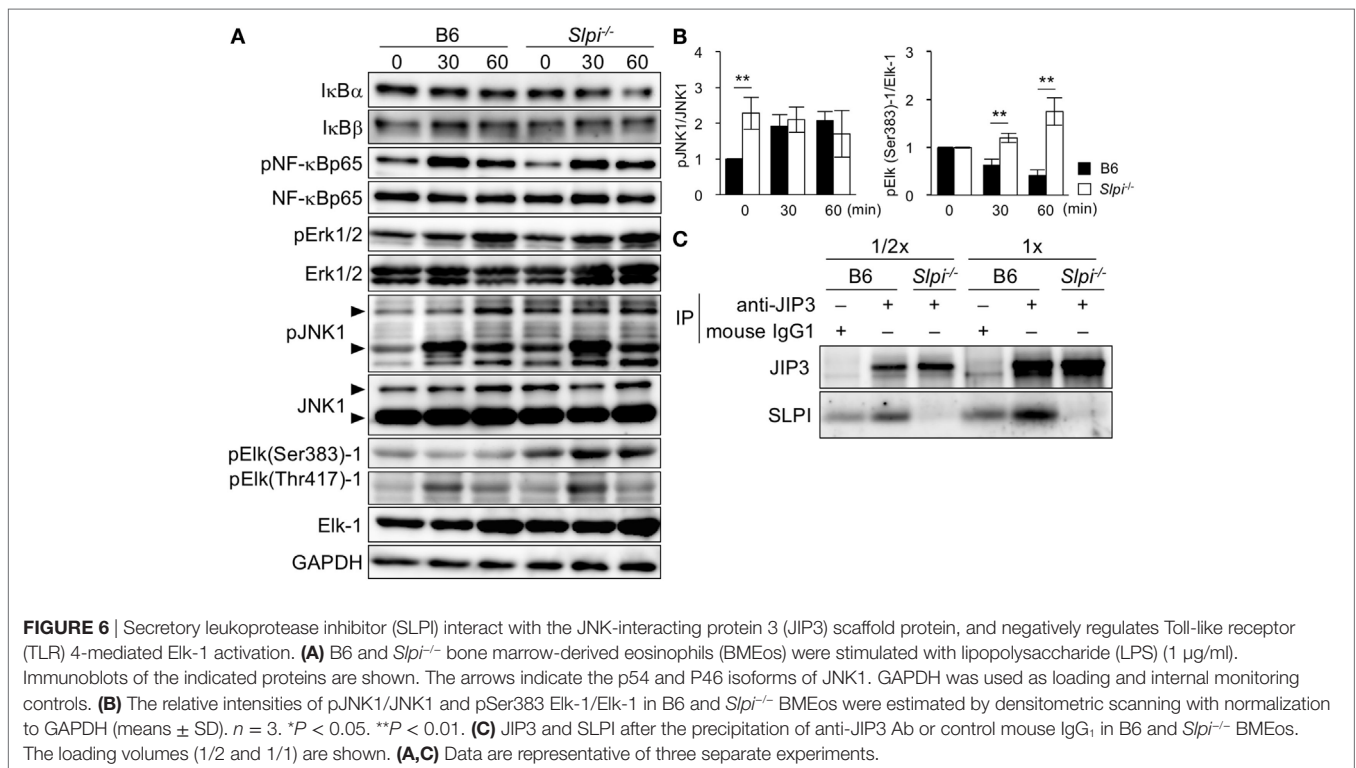 A
B6 Slpi-/-
0 30 60 0 30 60
IκBα
IκBβ
pNF-κBp65
NF-κBp65
pErk1/2
Erk1/2
pJNK1
JNK1
pElk(Ser383)-1
pElk(Thr417)-1
Elk-1
GAPDH
B
pJNK1/JNK1
4
3
2
1
0
**
0 30 60 (min)
pElk (Ser383)-1/Elk-1
3
2
1
0
**
**
0 30 60 (min)
B6
Slpi-/-
C
1/2x 1x
B6 Slpi-/- B6 Slpi-/-
IP
anti-JIP3 – + + – + +
mouse IgG1 + – – + – –
JIP3
SLPI
FIGURE 6 | Secretory leukoprotease inhibitor (SLPI) interact with the JNK-interacting protein 3 (JIP3) scaffold protein, and negatively regulates Toll-like receptor
(TLR) 4-mediated Elk-1 activation. (A) B6 and Slpi−/− bone marrow-derived eosinophils (BMEos) were stimulated with lipopolysaccharide (LPS) (1 µg/ml).
Immunoblots of the indicated proteins are shown. The arrows indicate the p54 and P46 isoforms of JNK1. GAPDH was used as loading and internal monitoring
controls. (B) The relative intensities of pJNK1/JNK1 and pSer383 Elk-1/Elk-1 in B6 and Slpi−/− BMEos were estimated by densitometric scanning with normalization
to GAPDH (means ± SD). n = 3. *P < 0.05. **P < 0.01. (C) JIP3 and SLPI after the precipitation of anti-JIP3 Ab or control mouse IgG1 in B6 and Slpi−/− BMEos.
The loading volumes (1/2 and 1/1) are shown. (A,C) Data are representative of three separate experiments.